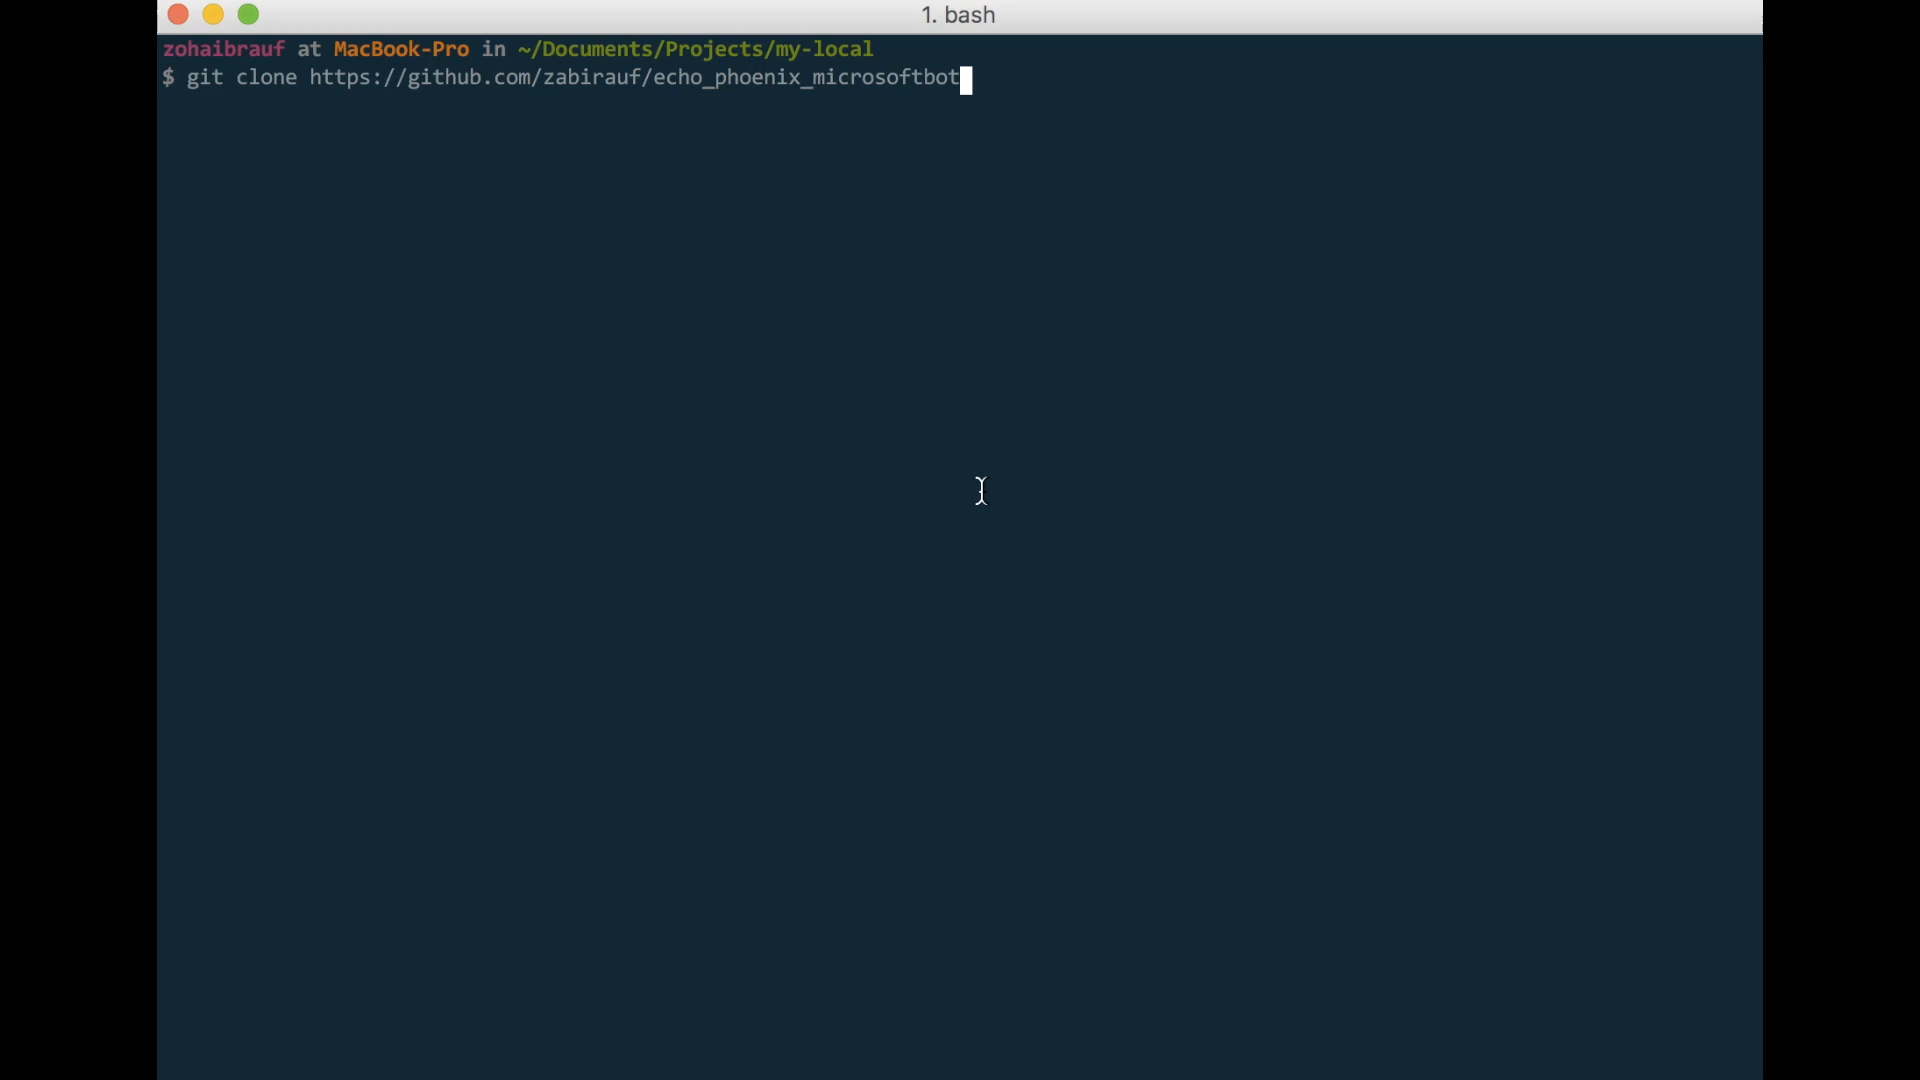 1. bash
zohaibrauf at MacBook-Pro in ~/Documents/Projects/my-local
$ git clone https://github.com/zabirauf/echo_phoenix_microsoftbot